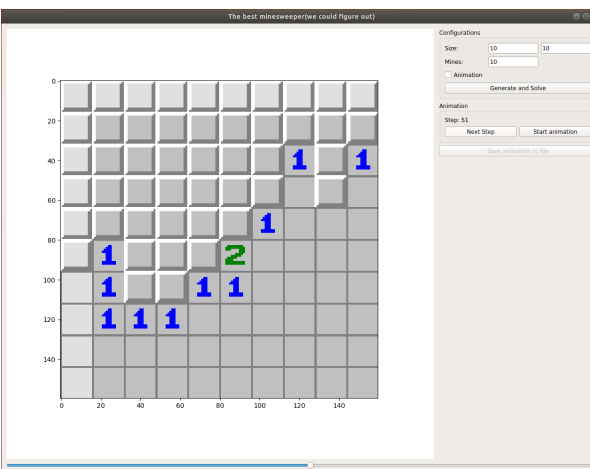 The best minesweeper(we could figure out)
Configurations
Size: 10 10
Mines: 10
Animation
Generate and Solve
Animation
Step: 51
Next Step Start animation
Save animation to file
0
20
40 1 1
60
1
80
1 2
100
1 1 1
120 1 1 1
140
0 20 40 60 80 100 120 140